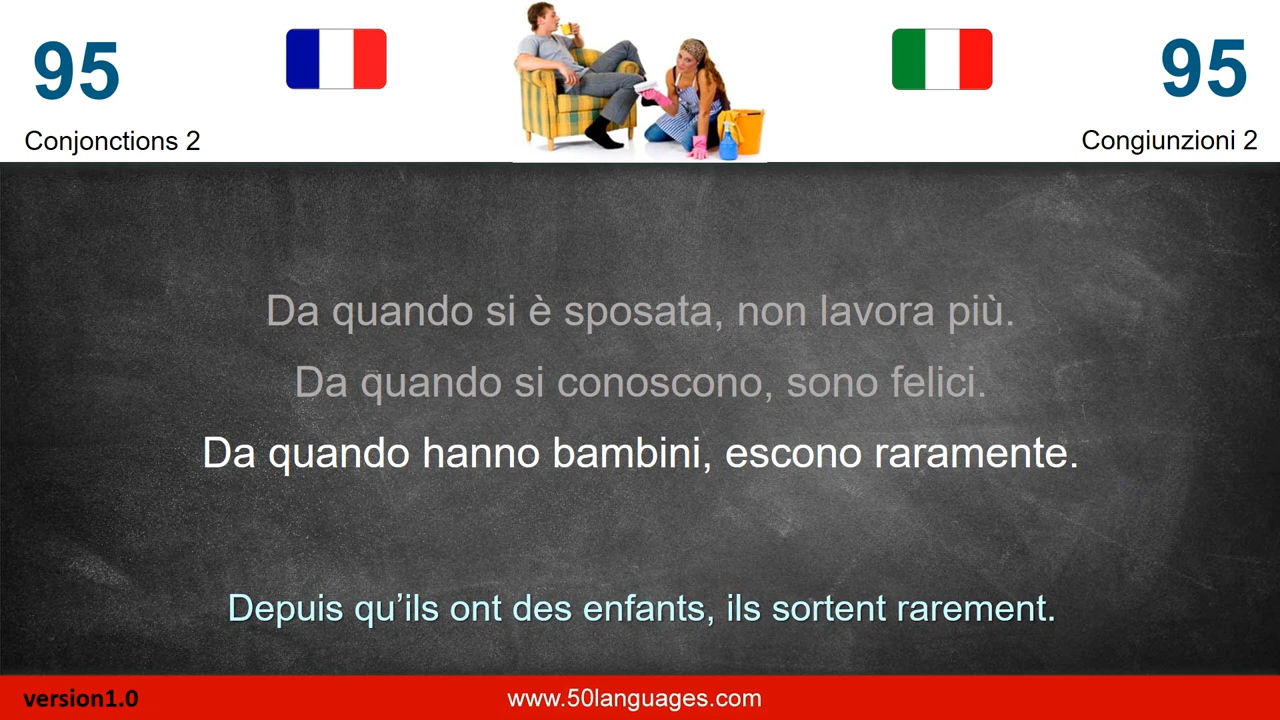 95
95
Conjonctions 2
Congiunzioni 2
Da quando si è sposata, non lavora più.
Da quando si conoscono, sono felici.
Da quando hanno bambini, escono raramente.
Depuis qu’ils ont des enfants, ils sortent rarement.
version1.0
www.50languages.com